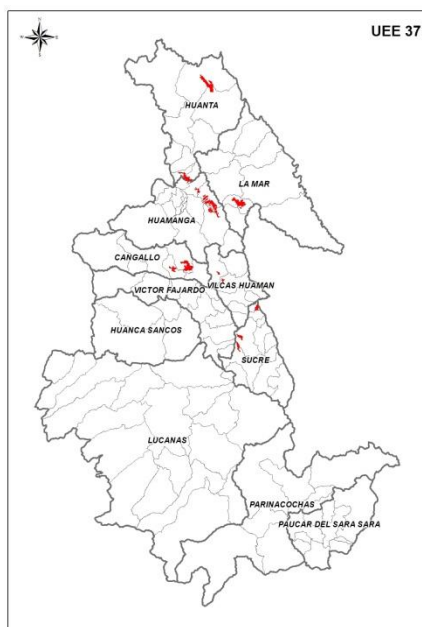 UEE 37
HUANTA
LA MAR
HUAMANGA
CANGALLO
VICTOR FAJARDO
VILCAS HUAMAN
HUANCA SANCOS
SUCRE
LUCANAS
PARINACOCHAS
PAUCAR DEL SARA SARA